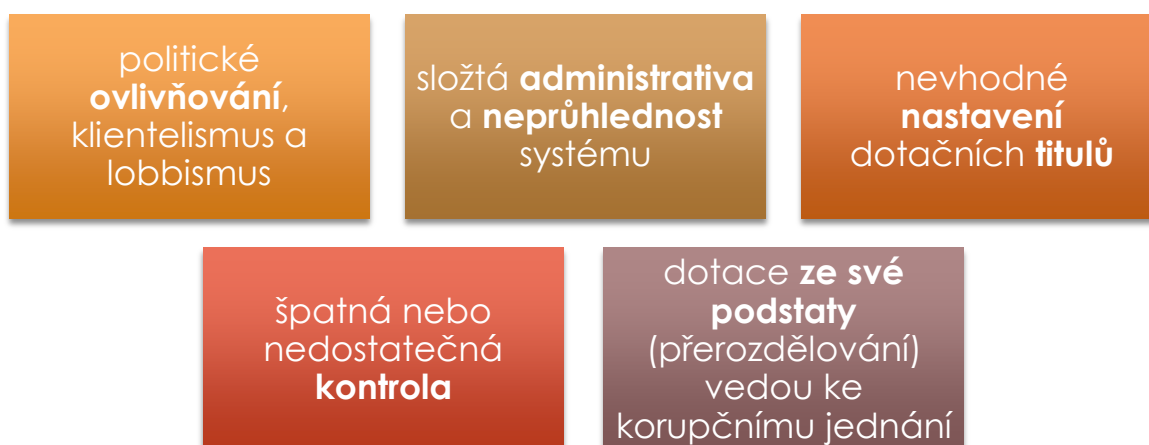 politické
ovlivňování,
klientelismus a
lobbismus
složtá administrativa
a neprůhlednost
systému
nevhodné
nastavení
dotačních titulů
špatná nebo
nedostatečná
kontrola
dotace ze své
podstaty
(přerozdělování)
vedou ke
korupčnímu jednání